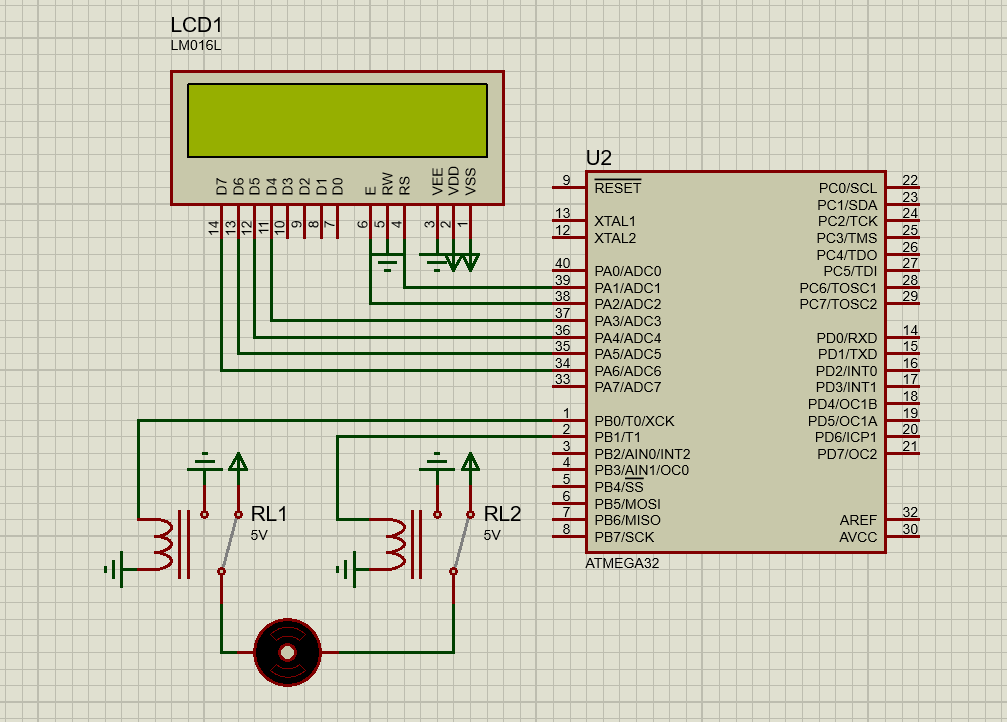 LCD1
LM016L
D7 D6 D5 D4 D3 D2 D1 D0 E RW RS VEE VDD VSS
14 13 12 11 10 9 8 7 6 5 4 3 2 1
U2
9 RESET
13 XTAL1
12 XTAL2
40 PA0/ADC0
39 PA1/ADC1
38 PA2/ADC2
37 PA3/ADC3
36 PA4/ADC4
35 PA5/ADC5
34 PA6/ADC6
33 PA7/ADC7
1 PB0/T0/XCK
2 PB1/T1
3 PB2/AIN0/INT2
4 PB3/AIN1/OC0
5 PB4/SS
6 PB5/MOSI
7 PB6/MISO
8 PB7/SCK
PC0/SCL 22
PC1/SDA 23
PC2/TCK 24
PC3/TMS 25
PC4/TDO 26
PC5/TDI 27
PC6/TOSC1 28
PC7/TOSC2 29
PD0/RXD 14
PD1/TXD 15
PD2/INT0 16
PD3/INT1 17
PD4/OC1B 18
PD5/OC1A 19
PD6/ICP1 20
PD7/OC2 21
AREF 32
AVCC 30
ATMEGA32
RL1
5V
RL2
5V